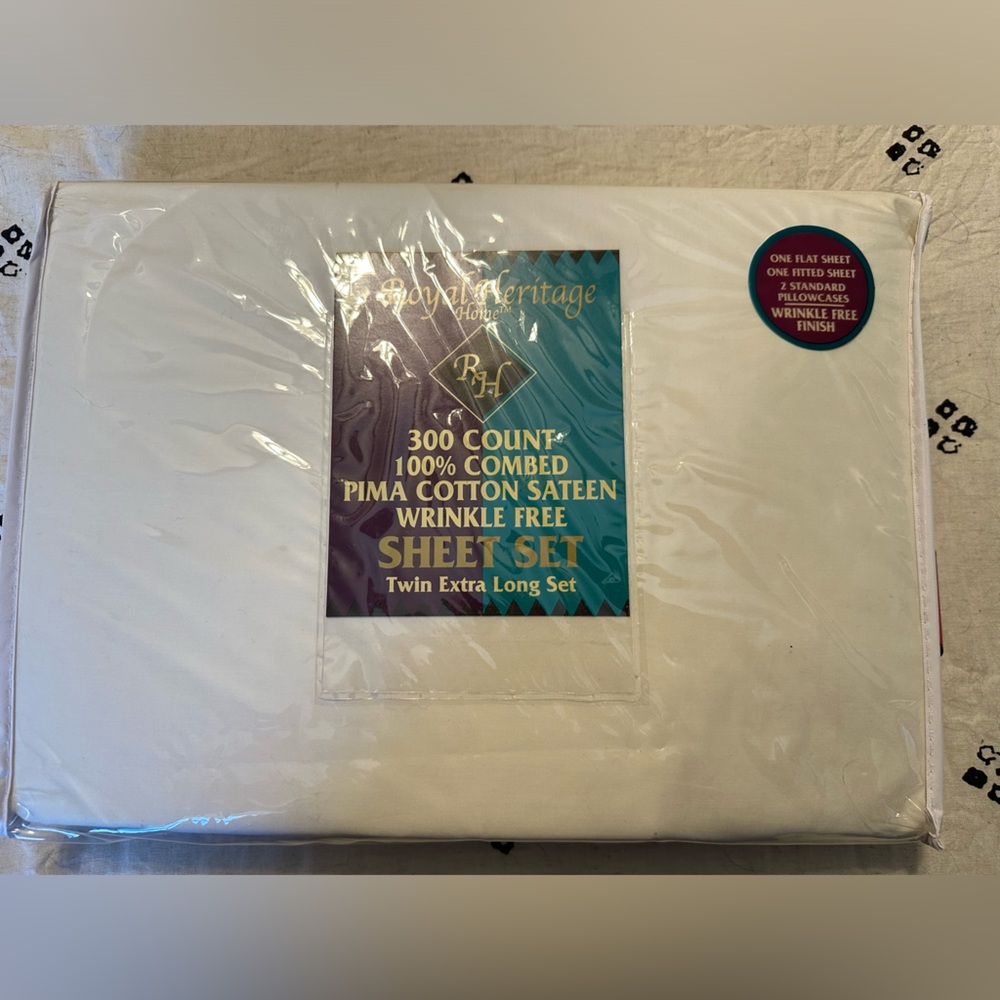 Royal Heritage
Home™
RH
300 COUNT
100% COMBED
PIMA COTTON SATEEN
WRINKLE FREE
SHEET SET
Twin Extra Long Set
ONE FLAT SHEET
ONE FITTED SHEET
2 STANDARD
PILLOWCASES
WRINKLE FREE
FINISH